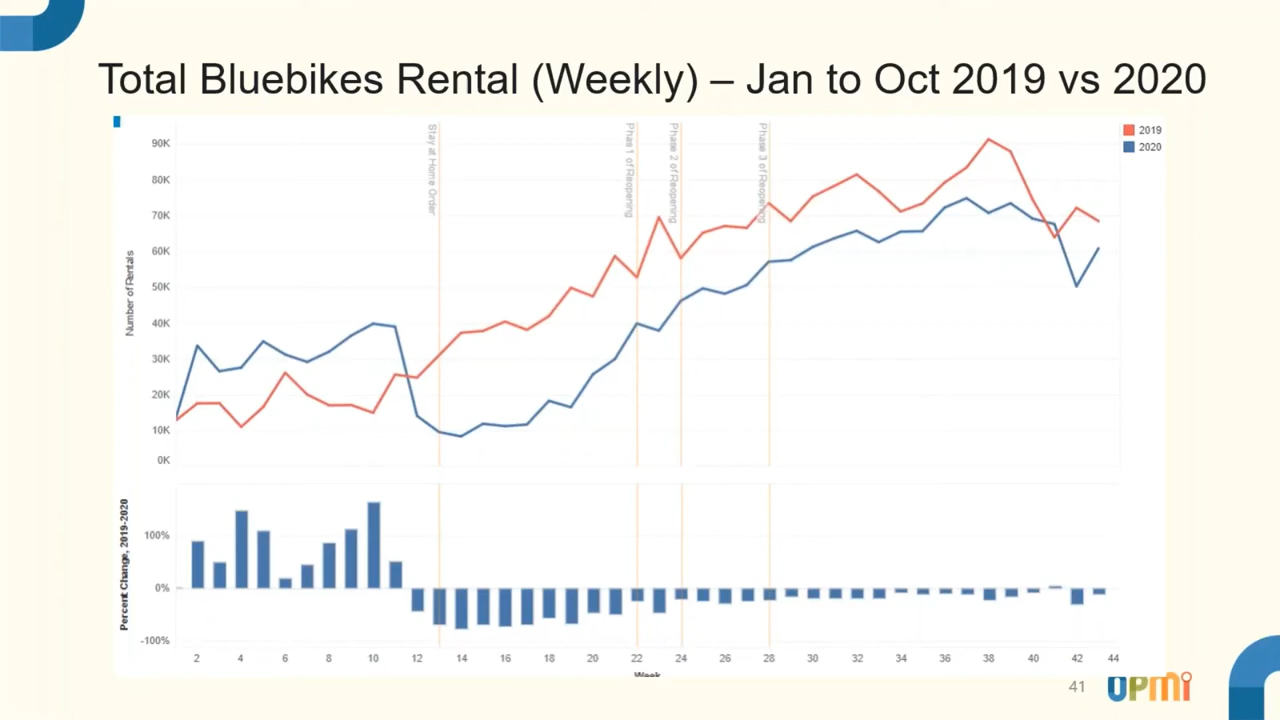 Total Bluebikes Rental (Weekly) – Jan to Oct 2019 vs 2020
2019
2020
Stay at Home Order
Phas 1 of Reopening
Phase 2 of Reopening
Phase 3 of Reopening
Number of Rentals
90K
80K
70K
60K
50K
40K
30K
20K
10K
0K
Percent Change, 2019-2020
100%
0%
-100%
2 4 6 8 10 12 14 16 18 20 22 24 26 28 30 32 34 36 38 40 42 44
Week
41
UPMi